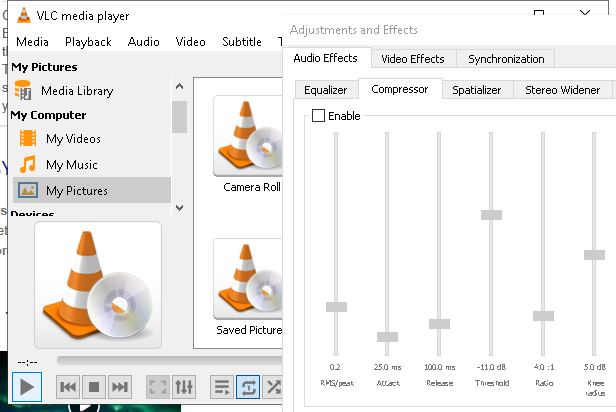 VLC media player
Media Playback Audio Video Subtitle
My Pictures
Media Library
My Computer
My Videos
My Music
My Pictures
Devices
Camera Roll
Saved Picture
--:--
Adjustments and Effects
Audio Effects Video Effects Synchronization
Equalizer Compressor Spatializer Stereo Widener
Enable
0.2 25.0 ms 100.0 ms -11.0 dB 4.0 :1 5.0 dB
RMS/peak Attack Release Threshold Ratio Knee
radius